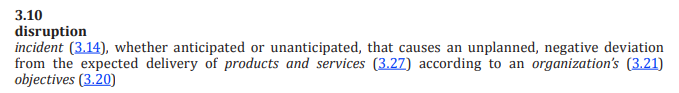 3.10
disruption
incident (3.14), whether anticipated or unanticipated, that causes an unplanned, negative deviation
from the expected delivery of products and services (3.27) according to an organization’s (3.21)
objectives (3.20)